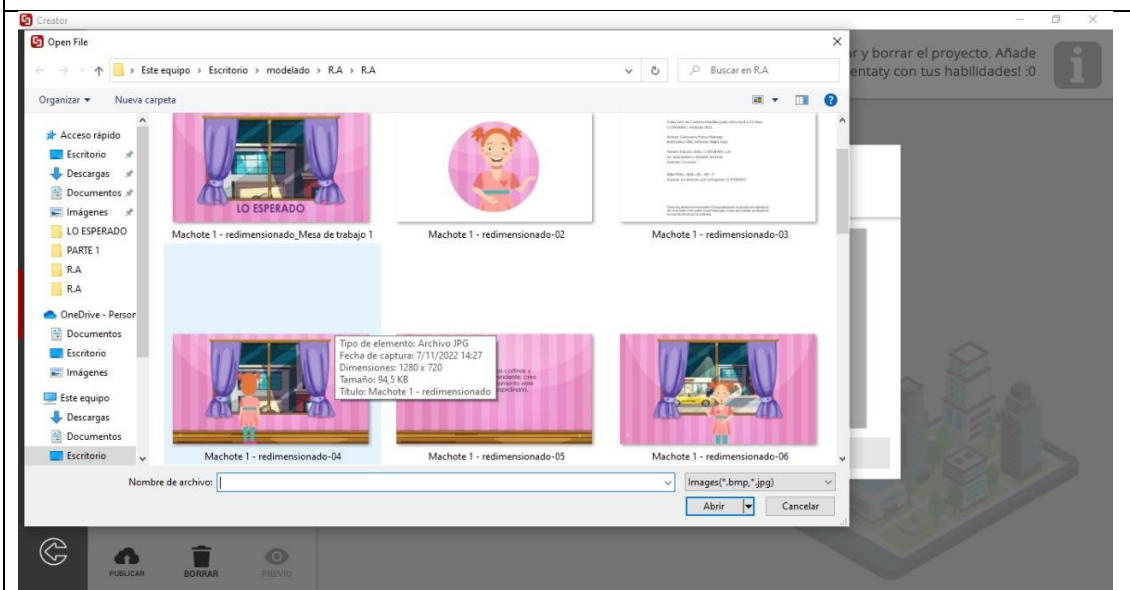 Creator
Open File
r y borrar el proyecto. Añade
entaty con tus habilidades! :0
Este equipo > Escritorio > modelado > R.A > R.A
Buscar en R.A
Organizar
Nueva carpeta
Acceso rápido
Escritorio
Descargas
Documentos
Imágenes
LO ESPERADO
PARTE 1
R.A
R.A
OneDrive - Person
Documentos
Escritorio
Imágenes
Este equipo
Descargas
Documentos
Escritorio
LO ESPERADO
Machote 1 - redimensionado_Mesa de trabajo 1
Machote 1 - redimensionado-02
Machote 1 - redimensionado-03
Tipo de elemento: Archivo JPG
Fecha de captura: 7/11/2022 14:27
Dimensiones: 1280 x 720
Tamaño: 94,5 KB
Título: Machote 1 - redimensionado
Machote 1 - redimensionado-04
Machote 1 - redimensionado-05
Machote 1 - redimensionado-06
Nombre de archivo:
Images(*.bmp,*.jpg)
Abrir
Cancelar
PUBLICAR
BORRAR
PREVIO